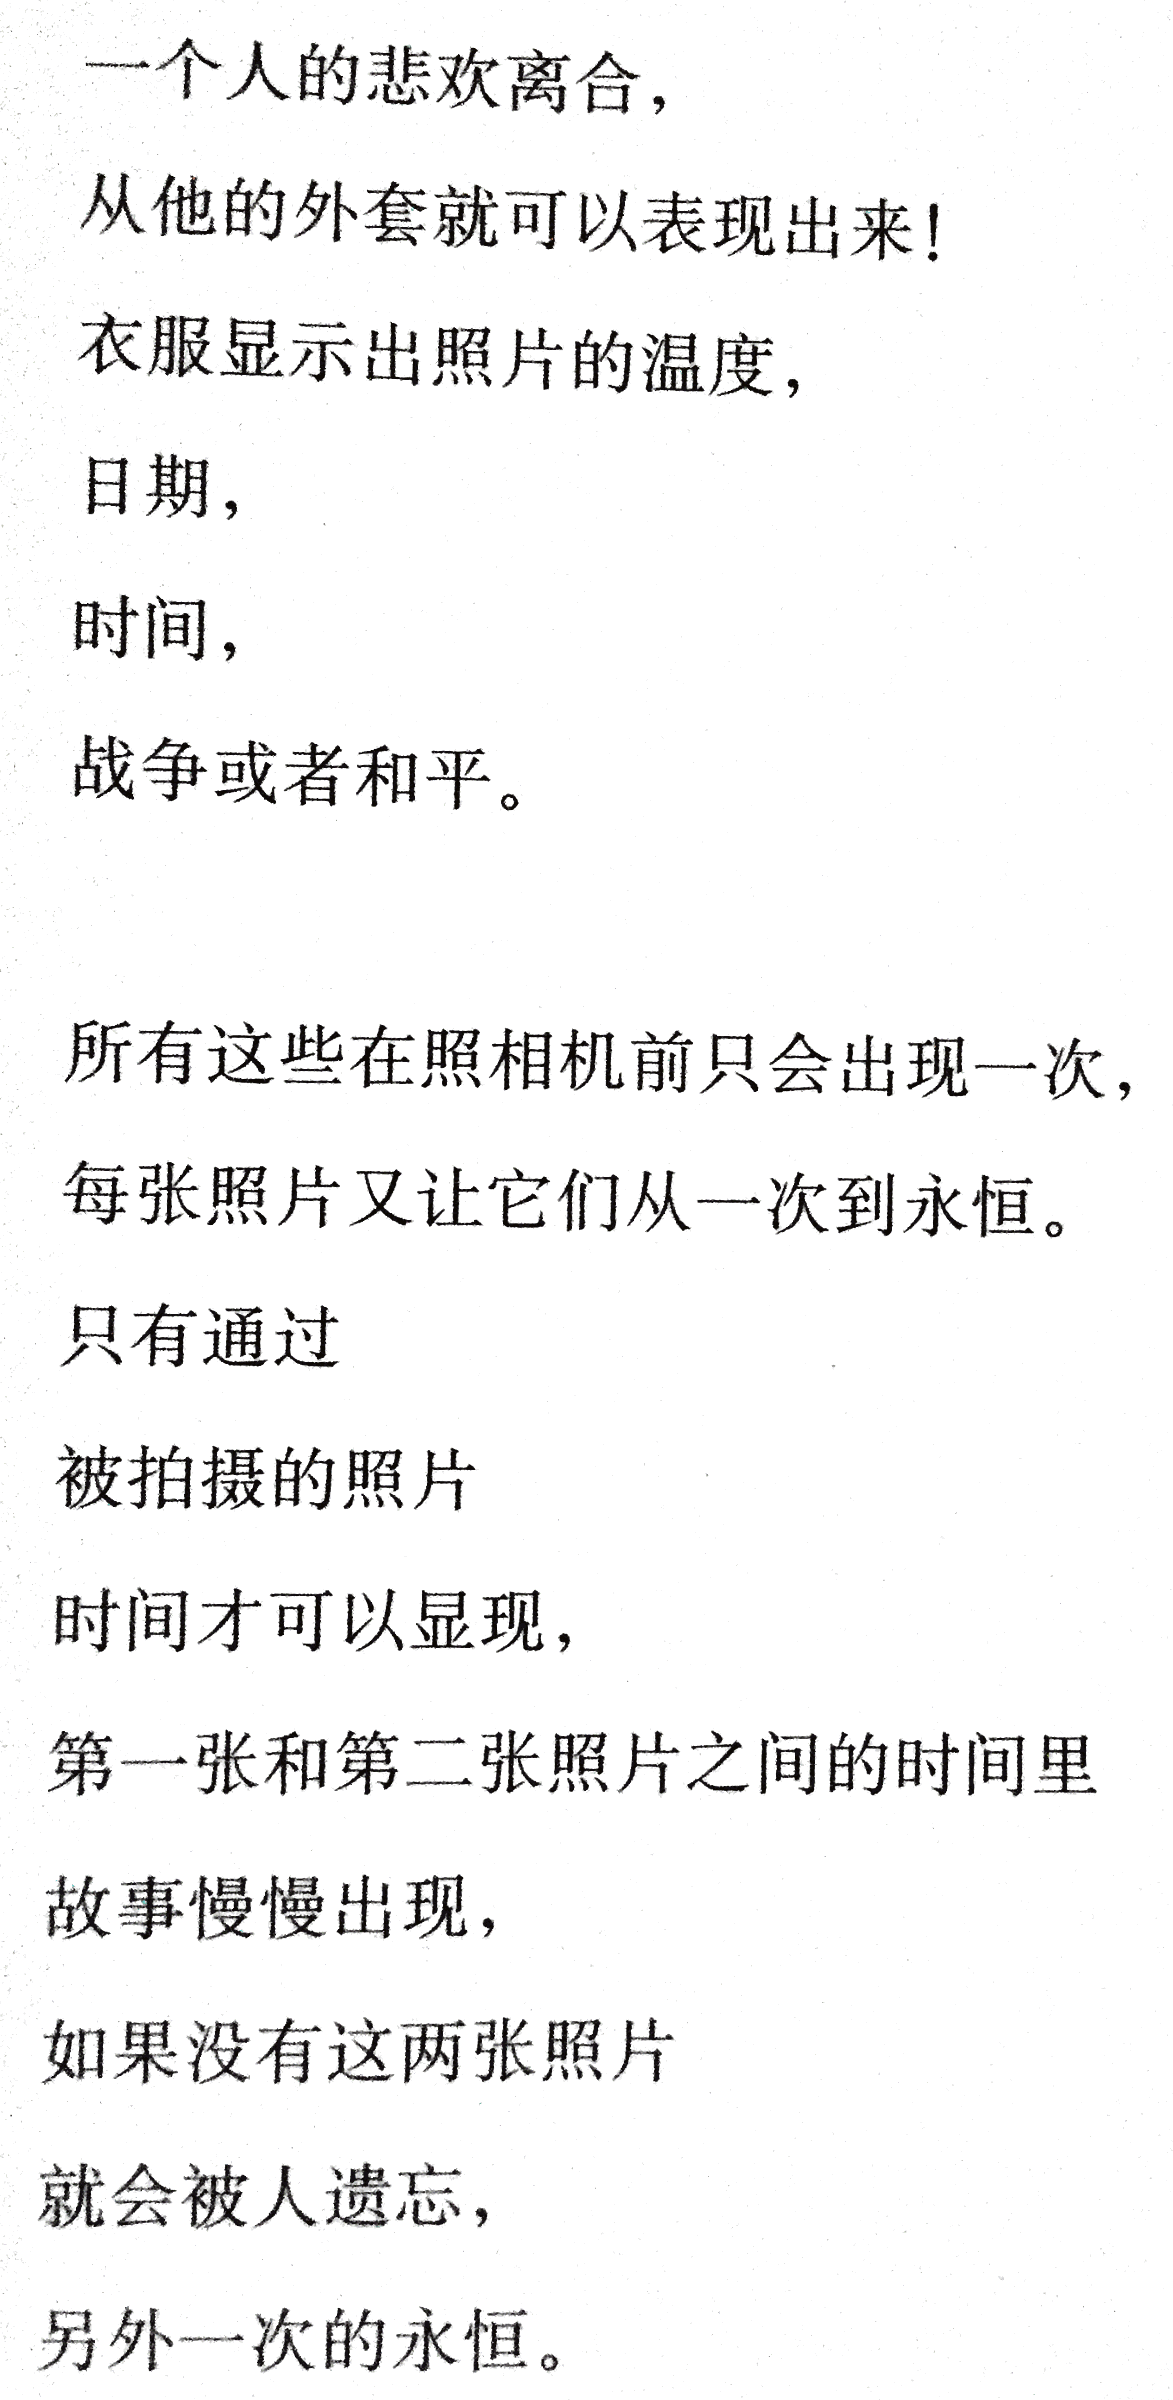 一个人的悲欢离合，
从他的外套就可以表现出来！
衣服显示出照片的温度，
日期，
时间，
战争或者和平。
所有这些在照相机前只会出现一次，
每张照片又让它们从一次到永恒。
只有通过
被拍摄的照片
时间才可以显现，
第一张和第二张照片之间的时间里
故事慢慢出现，
如果没有这两张照片
就会被人遗忘，
另外一次的永恒。